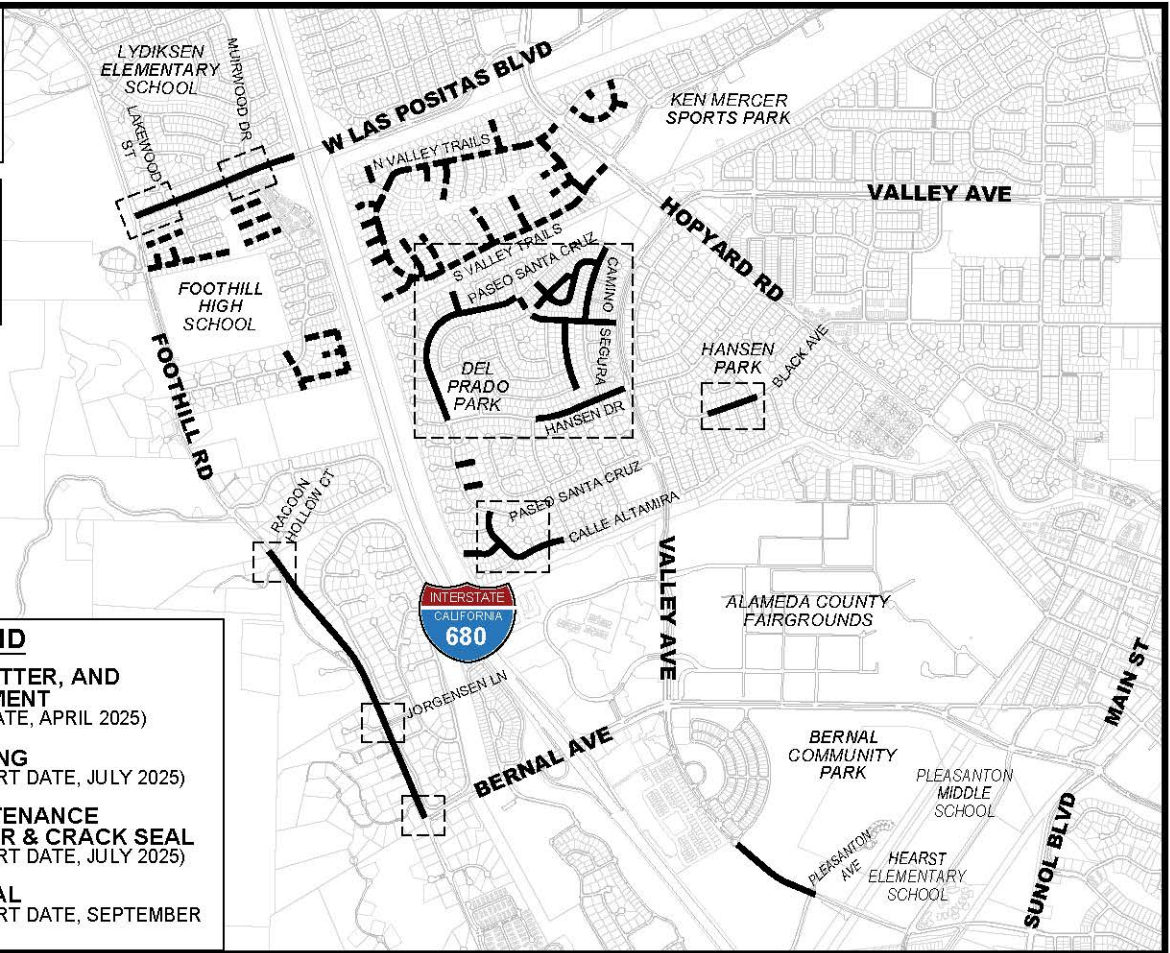 LYDIKSEN
ELEMENTARY
SCHOOL
MUIRWOOD DR
LAKEWOOD
ST
W LAS POSITAS BLVD
KEN MERCER
SPORTS PARK
N VALLEY TRAILS
VALLEY AVE
HOPYARD RD
S VALLEY TRAILS
PASEO SANTA CRUZ
CAMINO
SEGURA
FOOTHILL
HIGH
SCHOOL
FOOTHILL RD
DEL
PRADO
PARK
HANSEN DR
HANSEN
PARK
BLACK AVE
RACOON
HOLLOW CT
PASEO SANTA CRUZ
CALLE ALTAMIRA
VALLEY AVE
INTERSTATE
CALIFORNIA
680
ALAMEDA COUNTY
FAIRGROUNDS
JORGENSEN LN
BERNAL AVE
MAIN ST
BERNAL
COMMUNITY
PARK
PLEASANTON
MIDDLE
SCHOOL
PLEASANTON
AVE
HEARST
ELEMENTARY
SCHOOL
SUNOL BLVD
ND
TTER, AND
MENT
ATE, APRIL 2025)
NG
RT DATE, JULY 2025)
TENANCE
R & CRACK SEAL
RT DATE, JULY 2025)
AL
RT DATE, SEPTEMBER